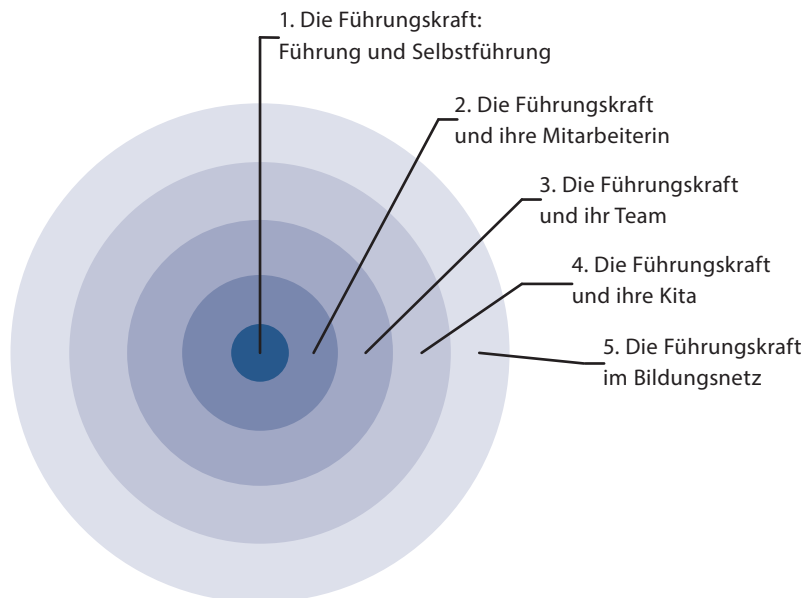 1. Die Führungskraft:
Führung und Selbstführung
2. Die Führungskraft
und ihre Mitarbeiterin
3. Die Führungskraft
und ihr Team
4. Die Führungskraft
und ihre Kita
5. Die Führungskraft
im Bildungsnetz